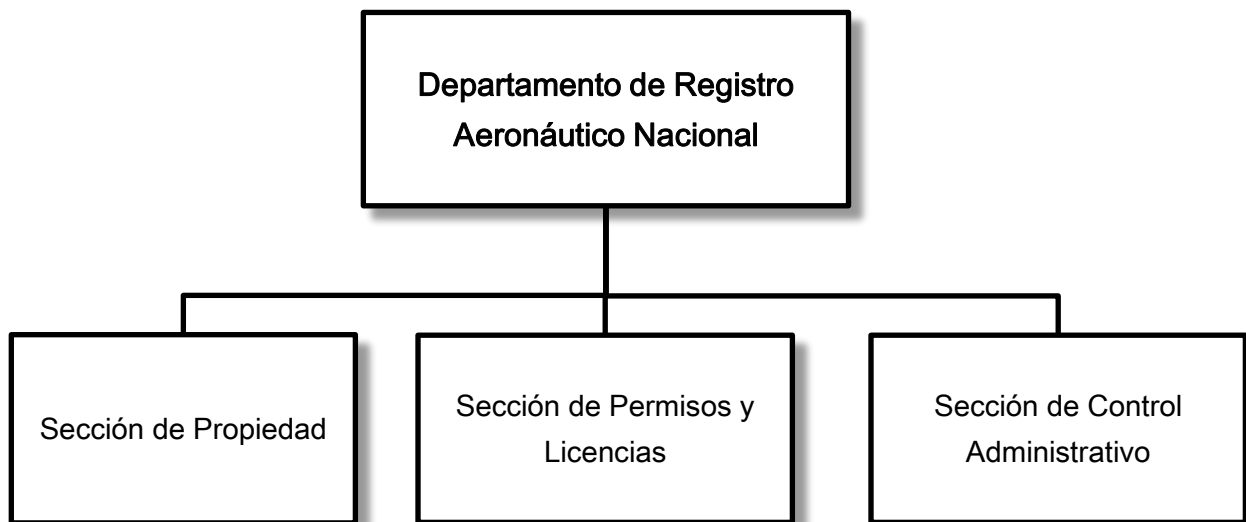 Departamento de Registro
Aeronáutico Nacional
Sección de Propiedad
Sección de Permisos y
Licencias
Sección de Control
Administrativo